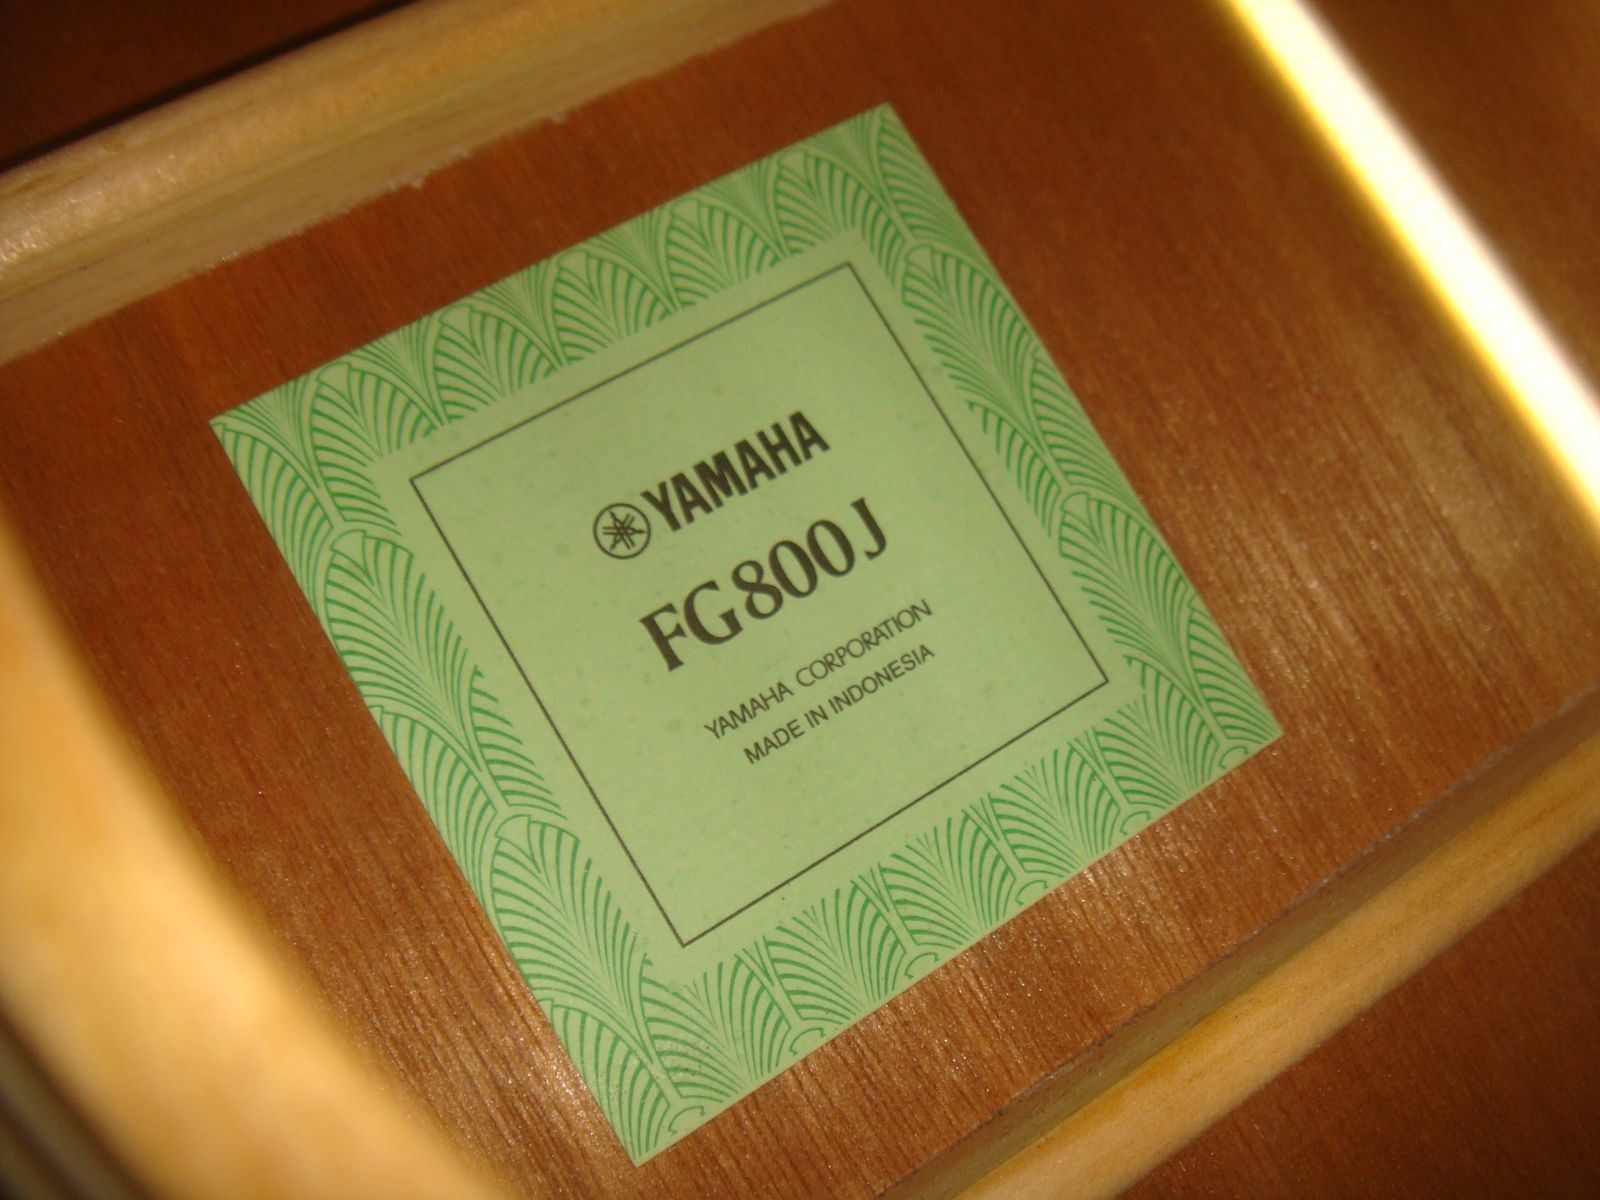 YAMAHA
FG800J
YAMAHA CORPORATION
MADE IN INDONESIA